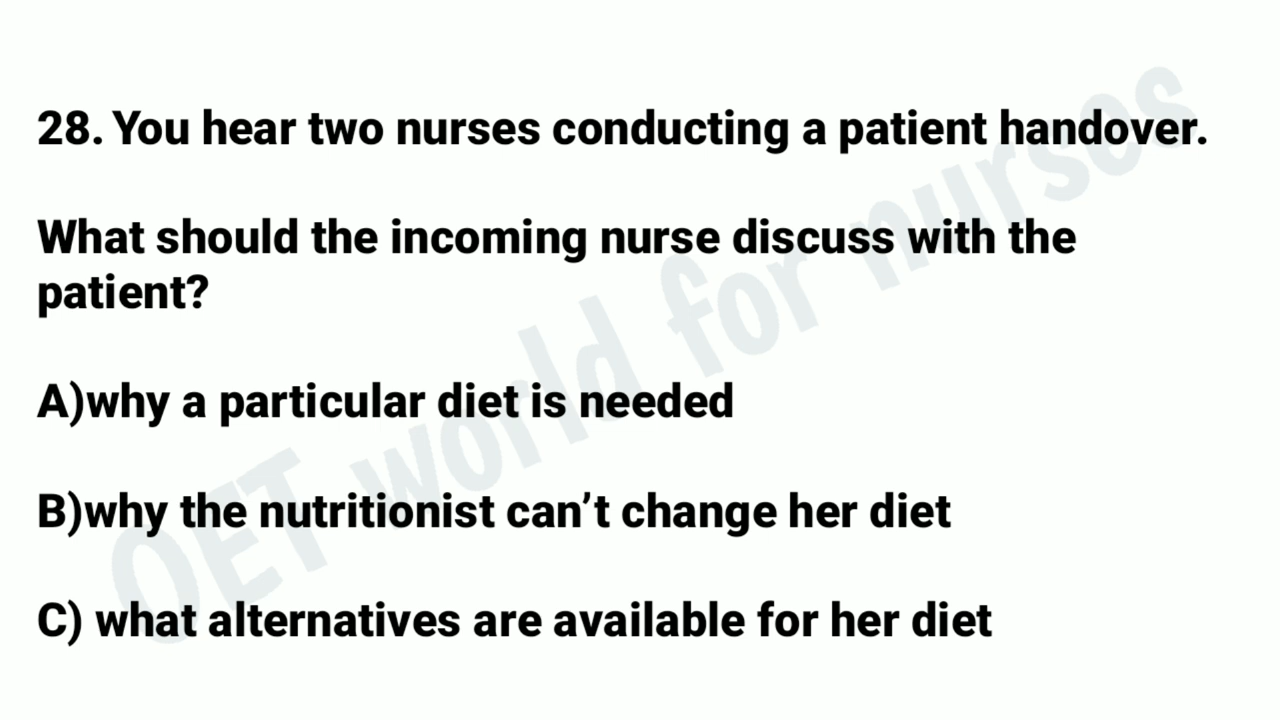 28. You hear two nurses conducting a patient handover.
What should the incoming nurse discuss with the
patient?
A)why a particular diet is needed
B)why the nutritionist can’t change her diet
C) what alternatives are available for her diet
OET world for nurses